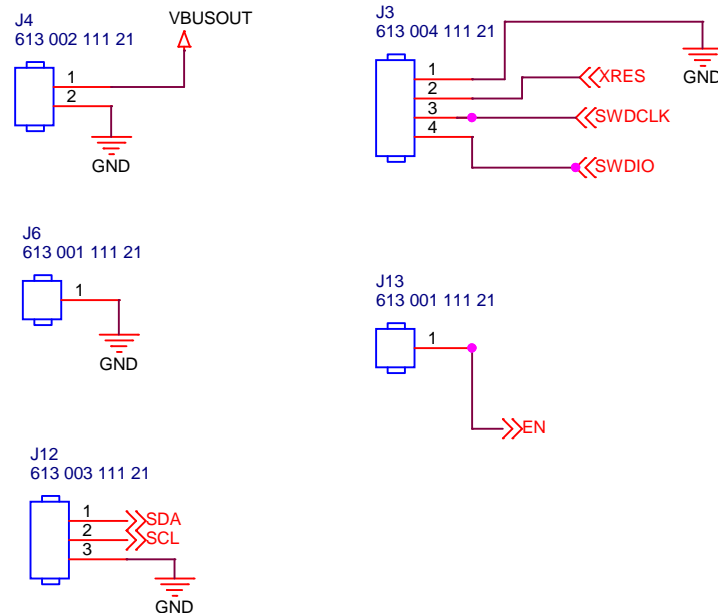 J4
613 002 111 21
VBUSOUT
1
2
GND
J3
613 004 111 21
1
2
3
4
GND
XRES
SWDCLK
SWDIO
J6
613 001 111 21
1
GND
J13
613 001 111 21
1
EN
J12
613 003 111 21
1
2
3
SDA
SCL
GND